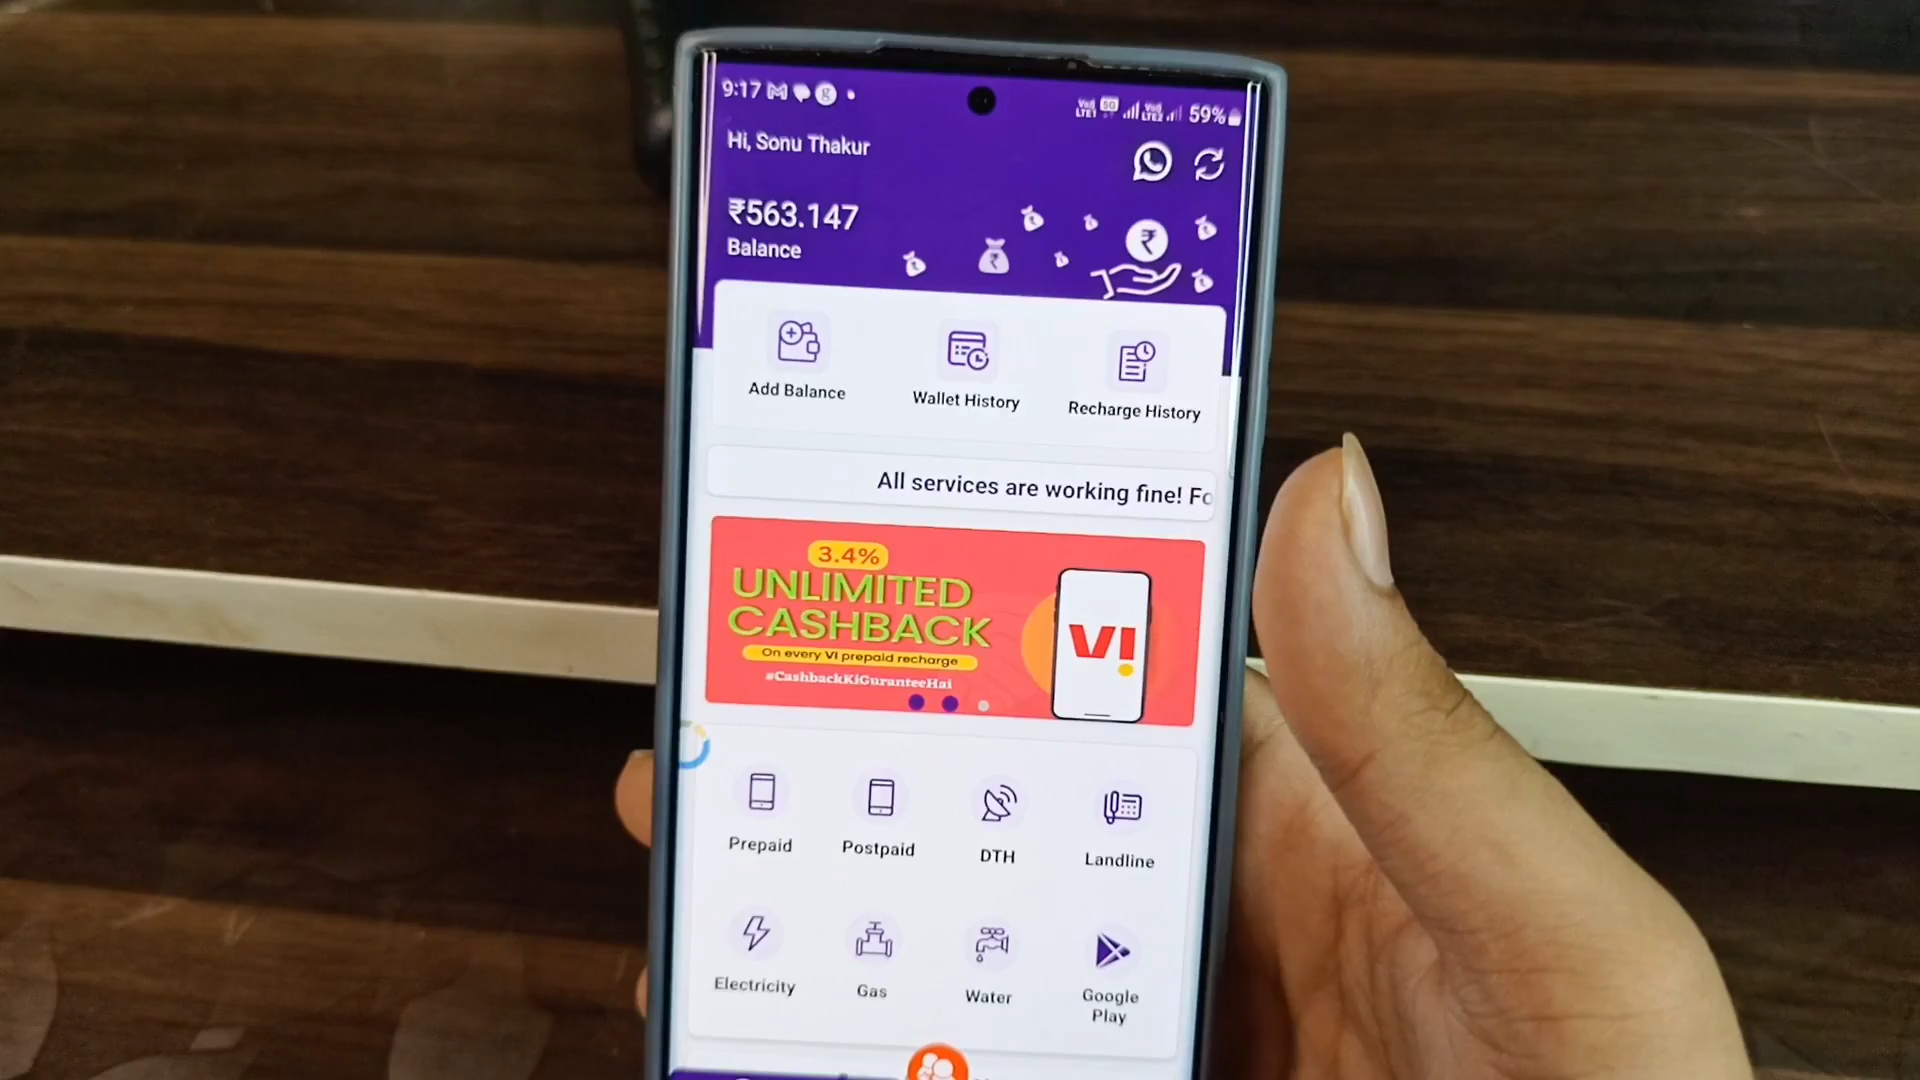 9:17
59%
Hi, Sonu Thakur
₹563.147
Balance
Add Balance
Wallet History
Recharge History
All services are working fine! Fo
3.4%
UNLIMITED
CASHBACK
On every VI prepaid recharge
#CashbackKiGuranteeHai
VI
Prepaid
Postpaid
DTH
Landline
Electricity
Gas
Water
Google
Play